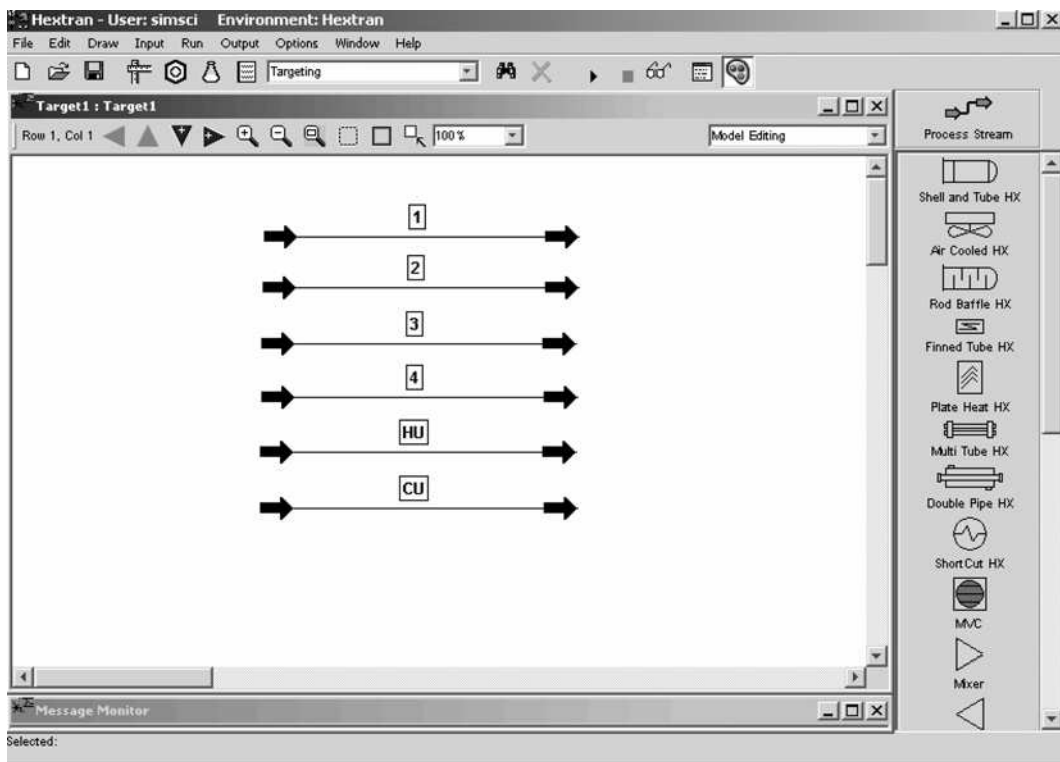 Hextran - User: simsci Environment: Hextran
File Edit Draw Input Run Output Options Window Help
Targeting
Target1 : Target1
Row 1, Col 1 100 % Model Editing
1
2
3
4
HU
CU
Process Stream
Shell and Tube HX
Air Cooled HX
Rod Baffle HX
Finned Tube HX
Plate Heat HX
Multi Tube HX
Double Pipe HX
ShortCut HX
MVC
Mixer
Message Monitor
Selected: